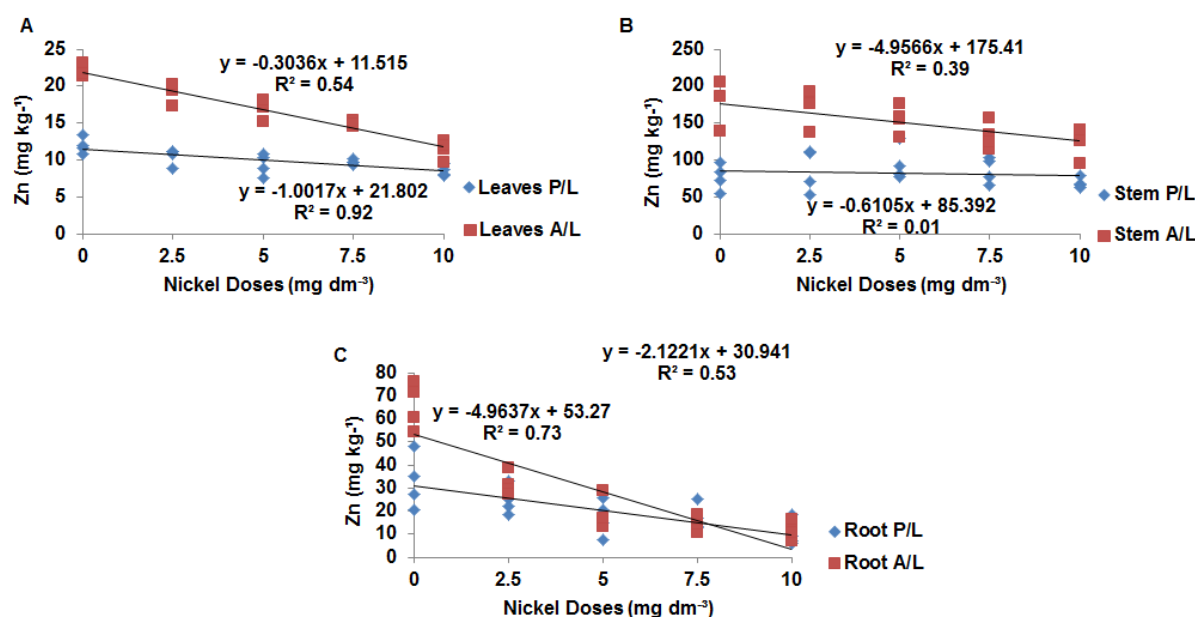 A
Zn (mg kg-¹)
25
20
15
10
5
0
y = -0.3036x + 11.515
R² = 0.54
y = -1.0017x + 21.802
R² = 0.92
0 2.5 5 7.5 10
Nickel Doses (mg dm⁻³)
Leaves P/L
Leaves A/L
B
Zn (mg kg-¹)
250
200
150
100
50
0
y = -4.9566x + 175.41
R² = 0.39
y = -0.6105x + 85.392
R² = 0.01
0 2.5 5 7.5 10
Nickel Doses (mg dm⁻³)
Stem P/L
Stem A/L
C
Zn (mg kg-¹)
80
70
60
50
40
30
20
10
0
y = -2.1221x + 30.941
R² = 0.53
y = -4.9637x + 53.27
R² = 0.73
0 2.5 5 7.5 10
Nickel Doses (mg dm⁻³)
Root P/L
Root A/L